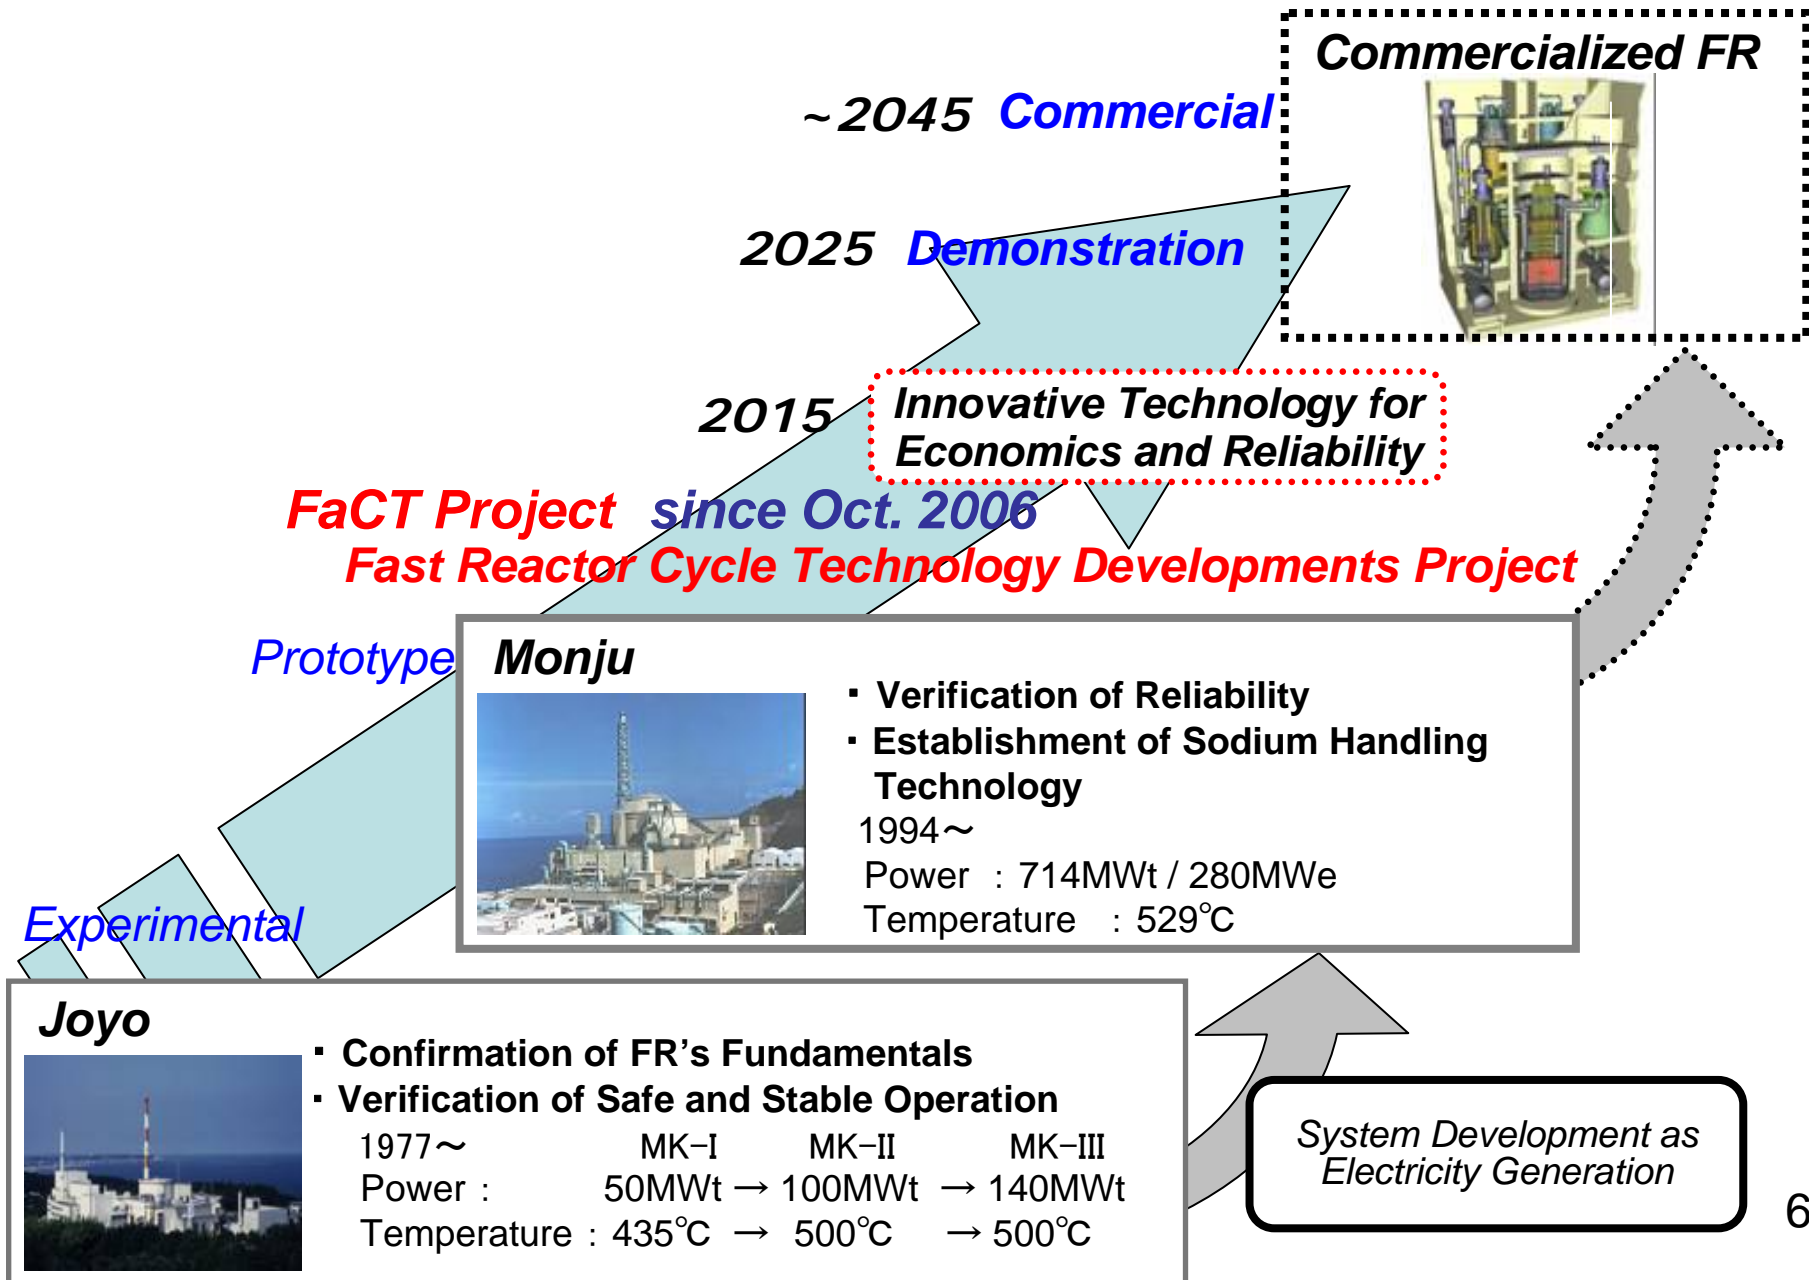 Commercialized FR
~2045 Commercial
2025 Demonstration
2015
Innovative Technology for
Economics and Reliability
FaCT Project since Oct. 2006
Fast Reactor Cycle Technology Developments Project
Prototype
Monju
・Verification of Reliability
・Establishment of Sodium Handling
Technology
1994～
Power : 714MWt / 280MWe
Temperature : 529℃
Experimental
Joyo
・Confirmation of FR's Fundamentals
・Verification of Safe and Stable Operation
1977～ MK-I MK-II MK-III
Power : 50MWt → 100MWt → 140MWt
Temperature : 435℃ → 500℃ → 500℃
System Development as
Electricity Generation
6